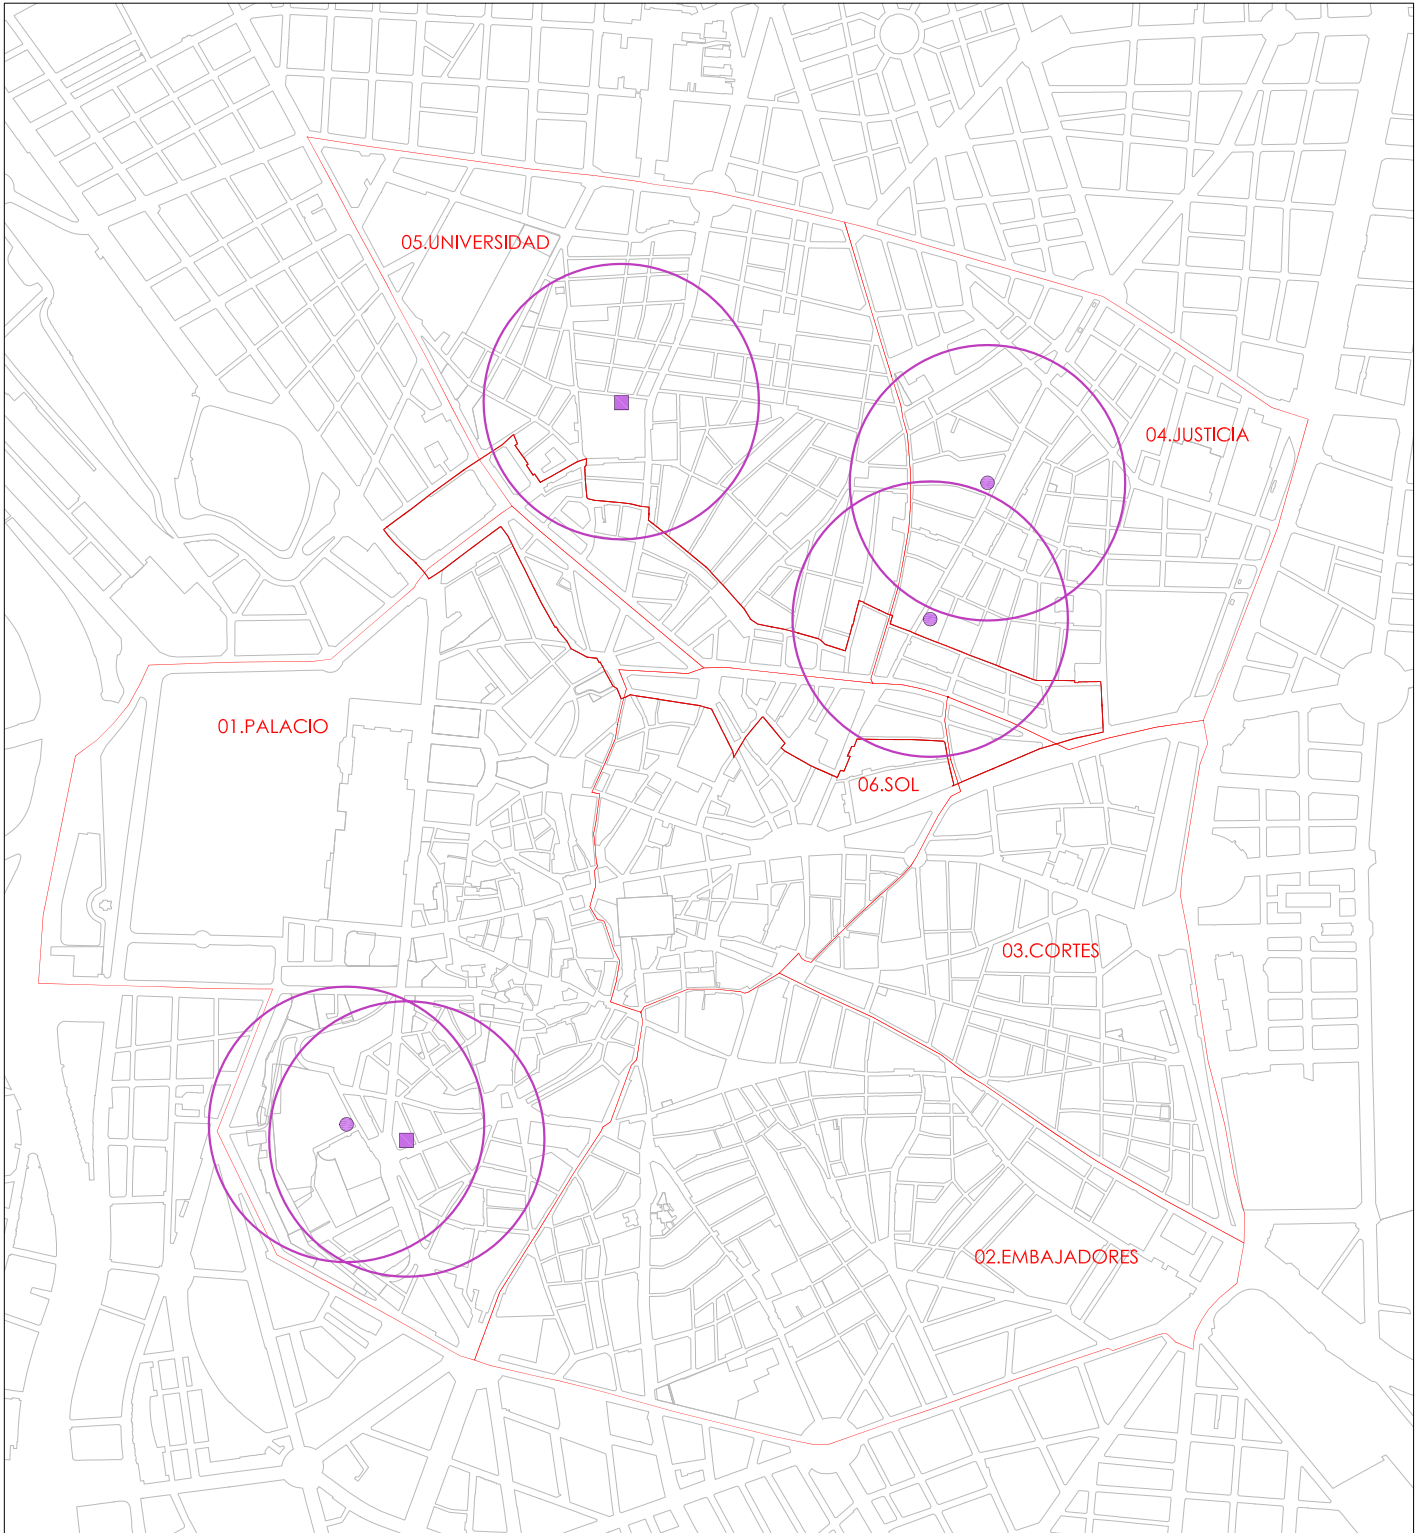 05.UNIVERSIDAD
04.JUSTICIA
01.PALACIO
06.SOL
03.CORTES
02.EMBAJADORES